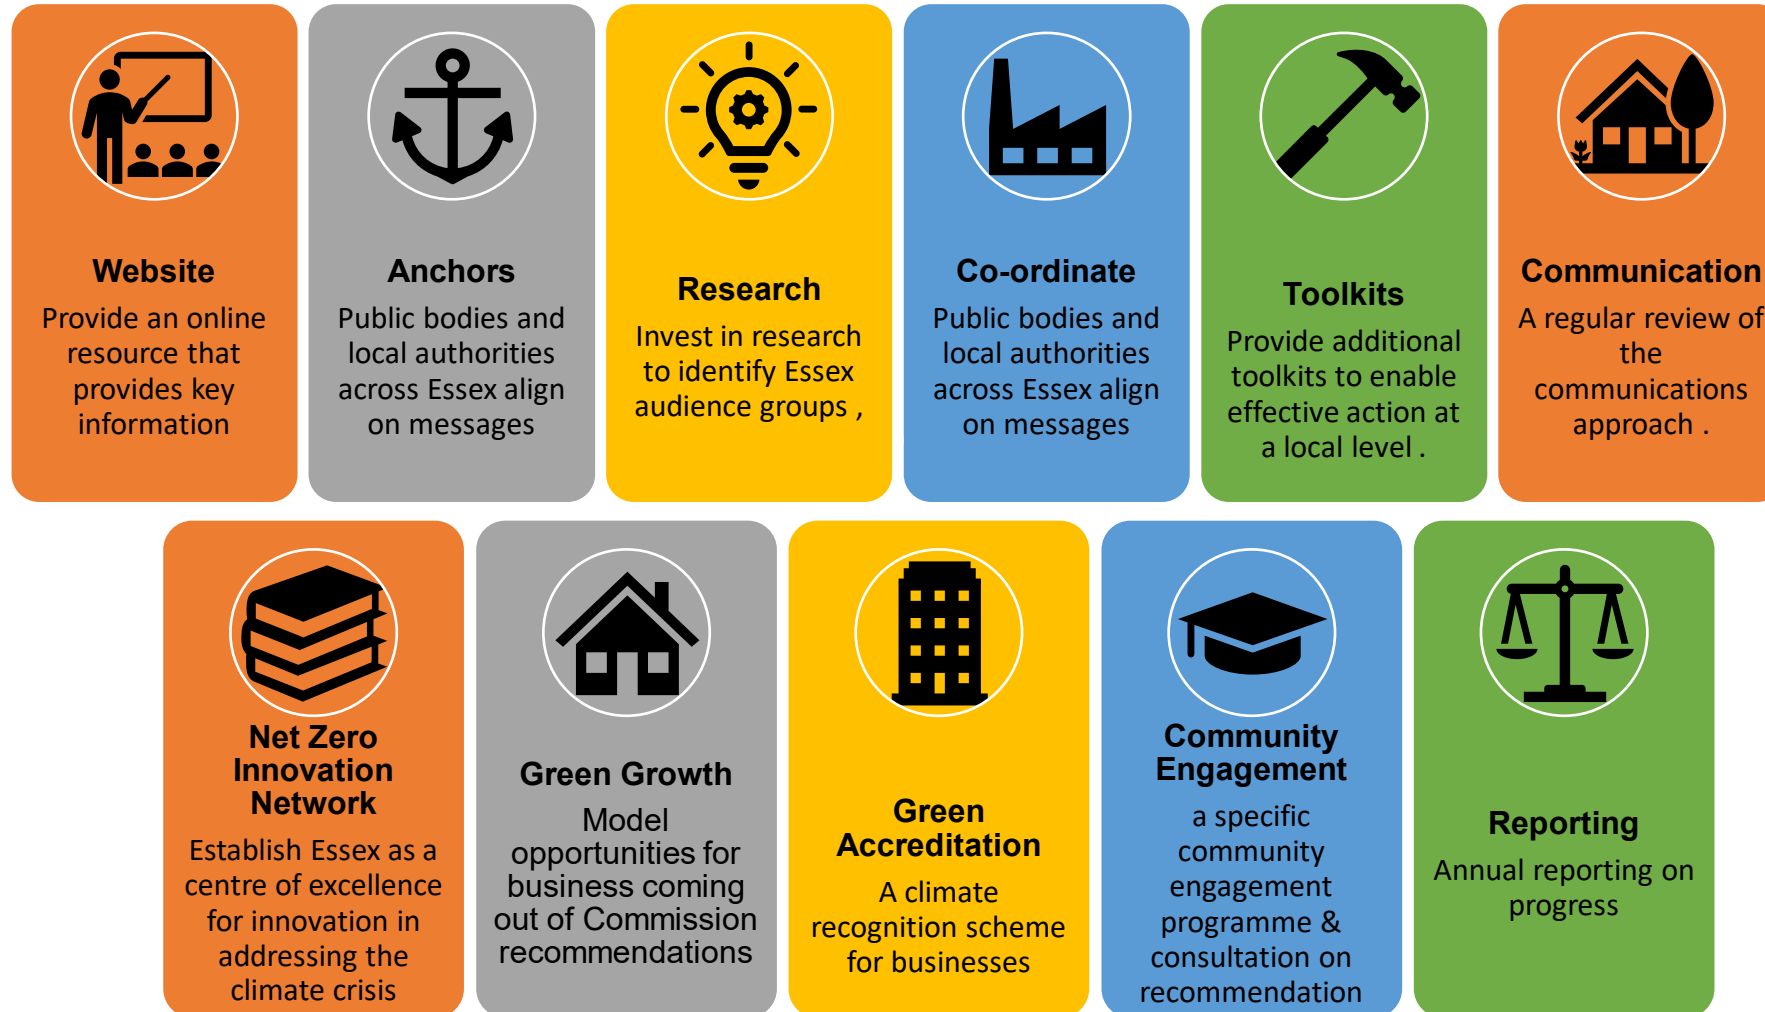 Website
Provide an online
resource that
provides key
information
Anchors
Public bodies and
local authorities
across Essex align
on messages
Research
Invest in research
to identify Essex
audience groups ,
Co-ordinate
Public bodies and
local authorities
across Essex align
on messages
Toolkits
Provide additional
toolkits to enable
effective action at
a local level .
Communication
A regular review of
the
communications
approach .
Net Zero
Innovation
Network
Establish Essex as a
centre of excellence
for innovation in
addressing the
climate crisis
Green Growth
Model
opportunities for
business coming
out of Commission
recommendations
Green
Accreditation
A climate
recognition scheme
for businesses
Community
Engagement
a specific
community
engagement
programme &
consultation on
recommendation
Reporting
Annual reporting on
progress